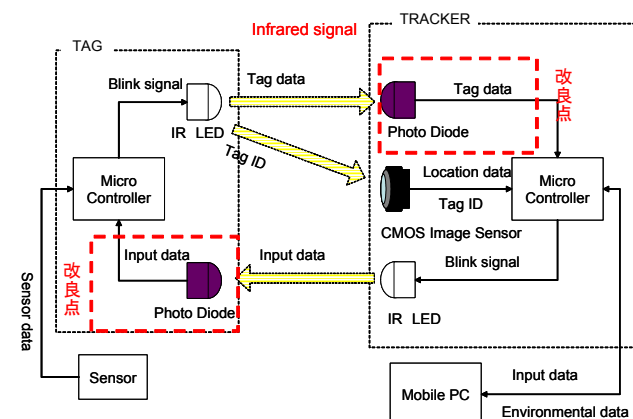 Infrared signal
TRACKER
TAG
Blink signal
IR LED
Tag data
Tag ID
Tag data
Photo Diode
改良点
Micro
Controller
Location data
Tag ID
CMOS Image Sensor
Micro
Controller
Blink signal
IR LED
Input data
Input data
Photo Diode
改良点
Sensor data
Sensor
Mobile PC
Input data
Environmental data